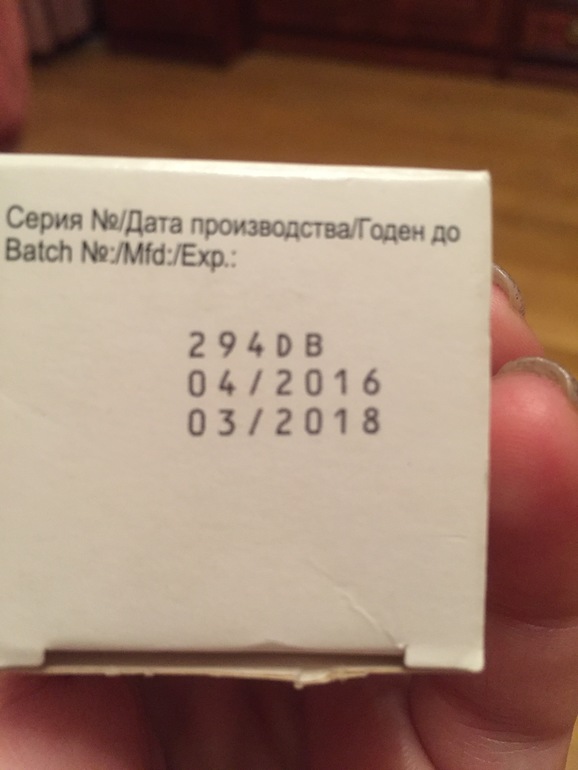 Серия №/Дата производства/Годен до
Batch №:/Mfd:/Exp.:
294DB
04/2016
03/2018